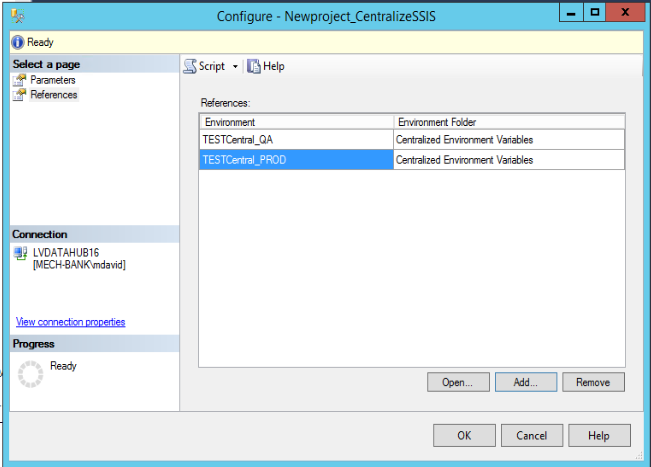 Configure - Newproject_CentralizeSSIS
Ready
Select a page
Parameters
References
Script
Help
References:
Environment Environment Folder
TESTCentral_QA Centralized Environment Variables
TESTCentral_PROD Centralized Environment Variables
Connection
LVDATAHUB16
[MECH-BANK\mdavid]
View connection properties
Progress
Ready
Open... Add... Remove
OK Cancel Help